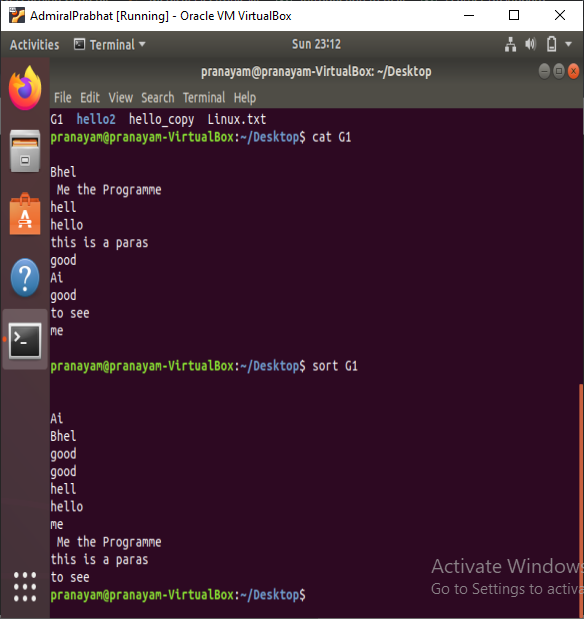 AdmiralPrabhat [Running] - Oracle VM VirtualBox
Activities Terminal Sun 23:12
pranayam@pranayam-VirtualBox: ~/Desktop
File Edit View Search Terminal Help
G1 hello2 hello_copy Linux.txt
pranayam@pranayam-VirtualBox:~/Desktop$ cat G1
Bhel
Me the Programme
hell
hello
this is a paras
good
Ai
good
to see
me
pranayam@pranayam-VirtualBox:~/Desktop$ sort G1
Ai
Bhel
good
good
hell
hello
me
Me the Programme
this is a paras
to see
pranayam@pranayam-VirtualBox:~/Desktop$
Activate Windows
Go to Settings to activa